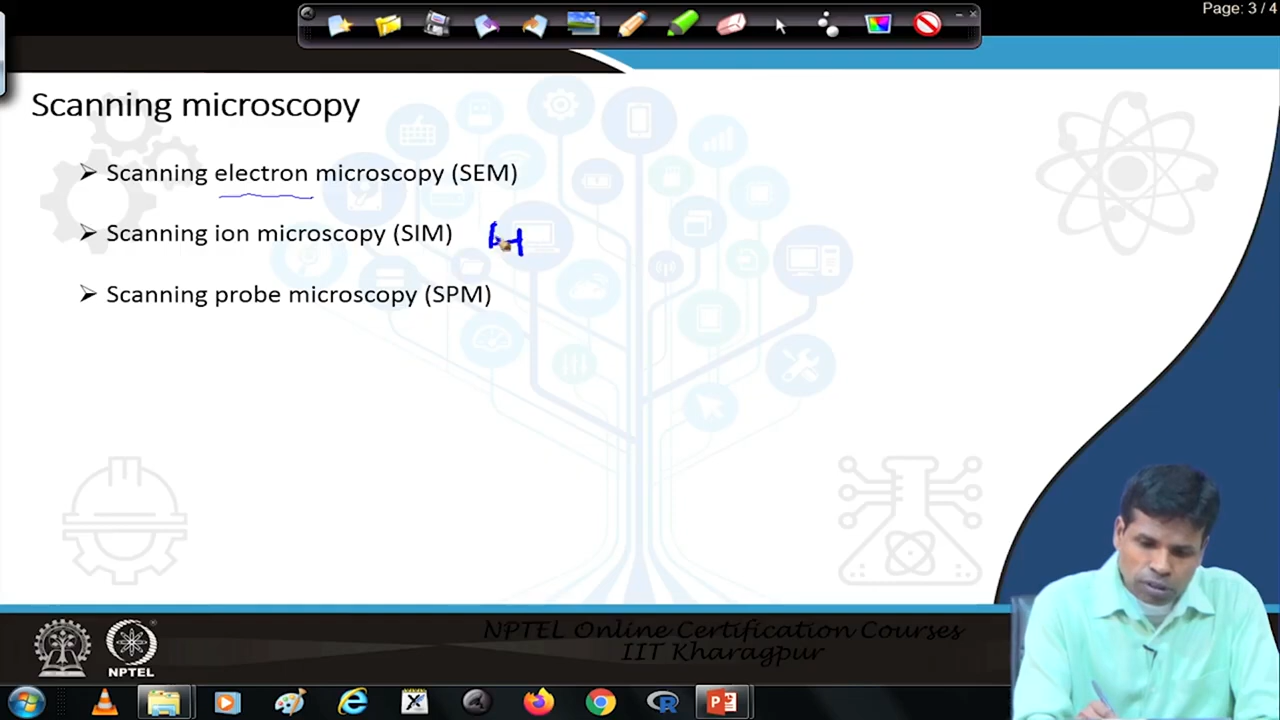 Page: 3 / 4
Scanning microscopy
Scanning electron microscopy (SEM)
Scanning ion microscopy (SIM) H
Scanning probe microscopy (SPM)
NPTEL Online Certification Courses
IIT Kharagpur
NPTEL